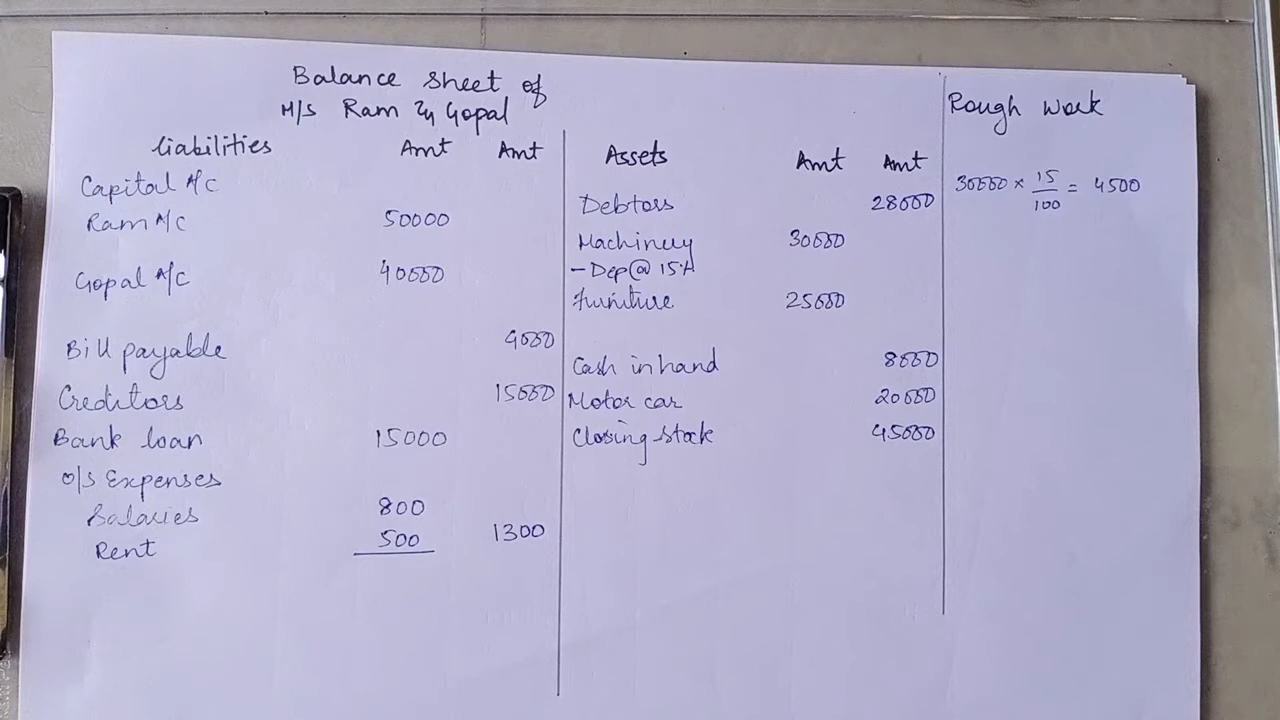 Balance sheet of
M/S Ram & Gopal
Liabilities Amt Amt
Capital A/c
Ram A/c 50000
Gopal A/c 40000
Bill payable 4000
Creditors 15000
Bank loan 15000
O/S Expenses
Salaries 800
Rent 500 1300
Assets Amt Amt
Debtors 28000
Machinery 30000
- Dep @ 15%
Furniture 25000
Cash in hand 8000
Motor car 20000
Closing stock 45000
Rough Work
30000 × 15/100 = 4500